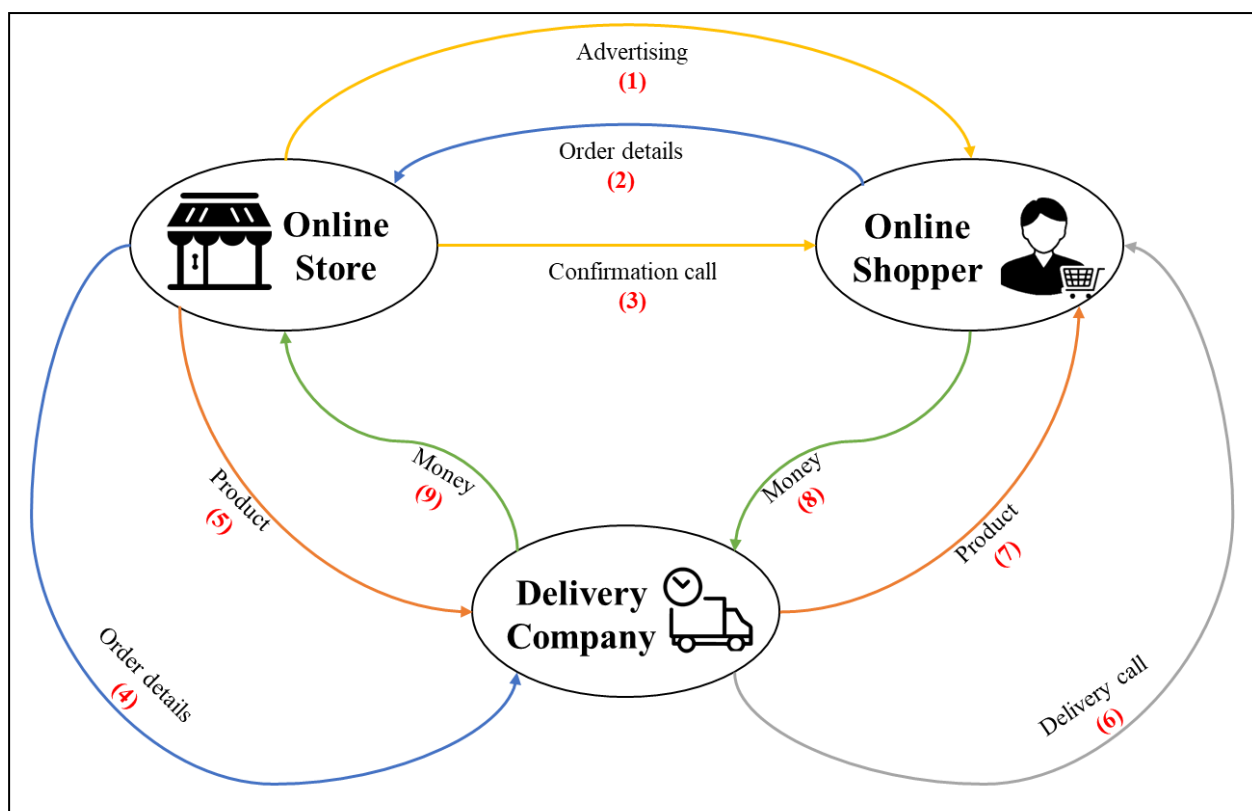 Advertising
(1)
Order details
(2)
Online
Store
Online
Shopper
Confirmation call
(3)
Product
(5)
Money
(9)
Money
(8)
Product
(7)
Delivery
Company
Order details
(4)
Delivery call
(6)